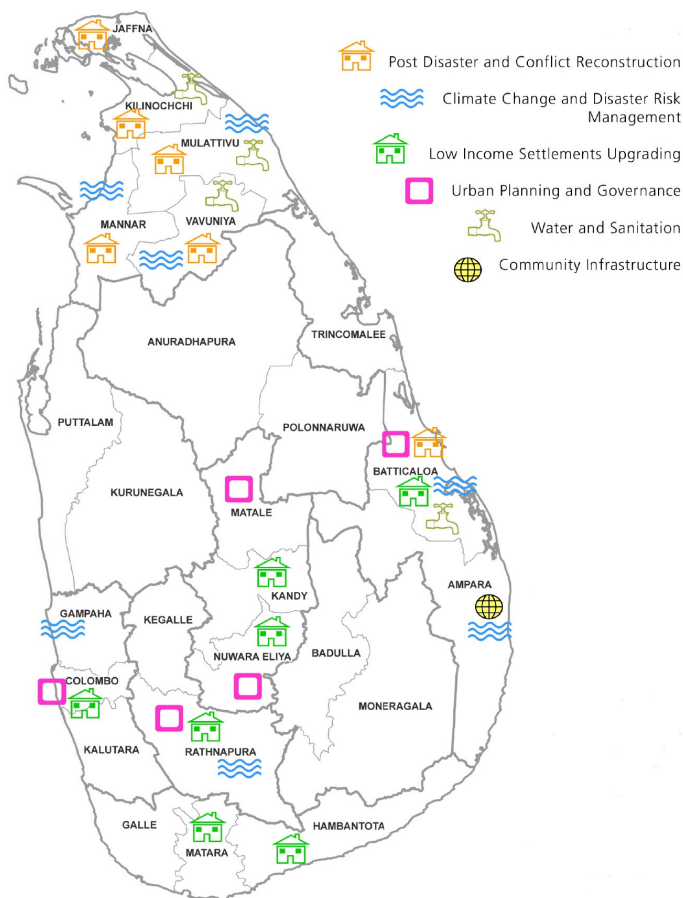 JAFFNA
Post Disaster and Conflict Reconstruction
Climate Change and Disaster Risk
Management
KILINOCHCHI
MULATTIVU
Low Income Settlements Upgrading
Urban Planning and Governance
MANNAR
VAVUNIYA
Water and Sanitation
Community Infrastructure
ANURADHAPURA
TRINCOMALEE
PUTTALAM
POLONNARUWA
BATTICALOA
KURUNEGALA
MATALE
AMPARA
KANDY
GAMPAHA
KEGALLE
NUWARA ELIYA
BADULLA
COLOMBO
MONERAGALA
KALUTARA
RATHNAPURA
GALLE
HAMBANTOTA
MATARA